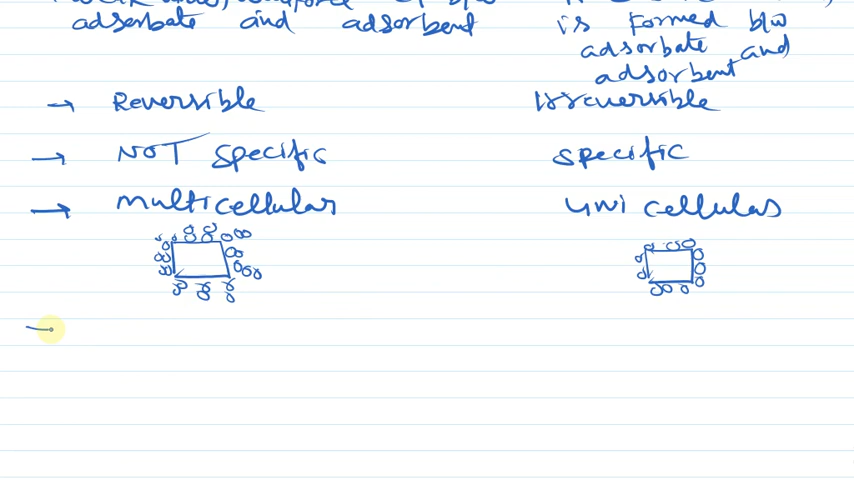 adsorbate and adsorbent
is formed b/w
adsorbate and
adsorbent
→ Reversible Irreversible
→ NOT specific specific
→ multicellular uni cellular